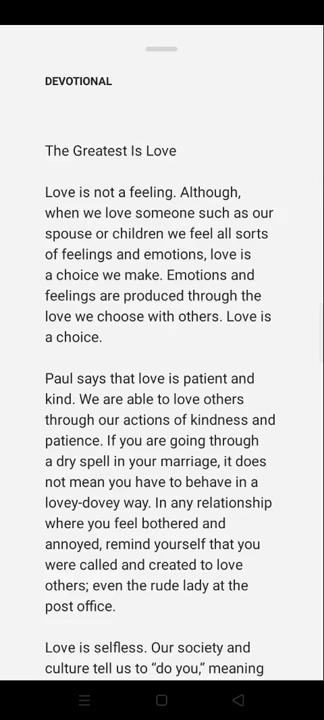 DEVOTIONAL
The Greatest Is Love
Love is not a feeling. Although,
when we love someone such as our
spouse or children we feel all sorts
of feelings and emotions, love is
a choice we make. Emotions and
feelings are produced through the
love we choose with others. Love is
a choice.
Paul says that love is patient and
kind. We are able to love others
through our actions of kindness and
patience. If you are going through
a dry spell in your marriage, it does
not mean you have to behave in a
lovey-dovey way. In any relationship
where you feel bothered and
annoyed, remind yourself that you
were called and created to love
others; even the rude lady at the
post office.
Love is selfless. Our society and
culture tell us to “do you,” meaning